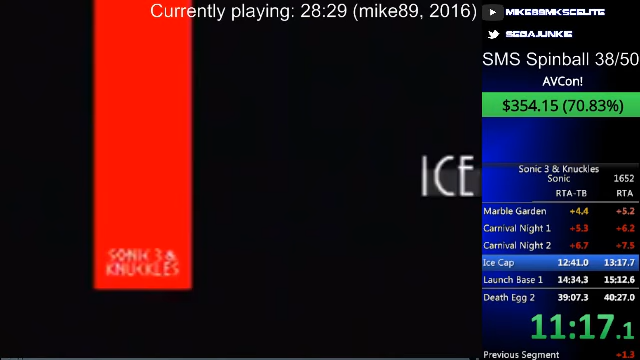 Currently playing: 28:29 (mike89, 2016)
MIKE89MKSCELITE
SEGAJUNKIE
SMS Spinball 38/50
AVCon!
$354.15 (70.83%)
SONIC 3 &
KNUCKLES
ICE
Sonic 3 & Knuckles
Sonic 1652
RTA-TB RTA
Marble Garden +4.4 +5.2
Carnival Night 1 +5.3 +6.2
Carnival Night 2 +6.7 +7.5
Ice Cap 12:41.0 13:17.7
Launch Base 1 14:34.3 15:12.6
Death Egg 2 39:07.3 40:27.0
11:17.1
Previous Segment +1.3